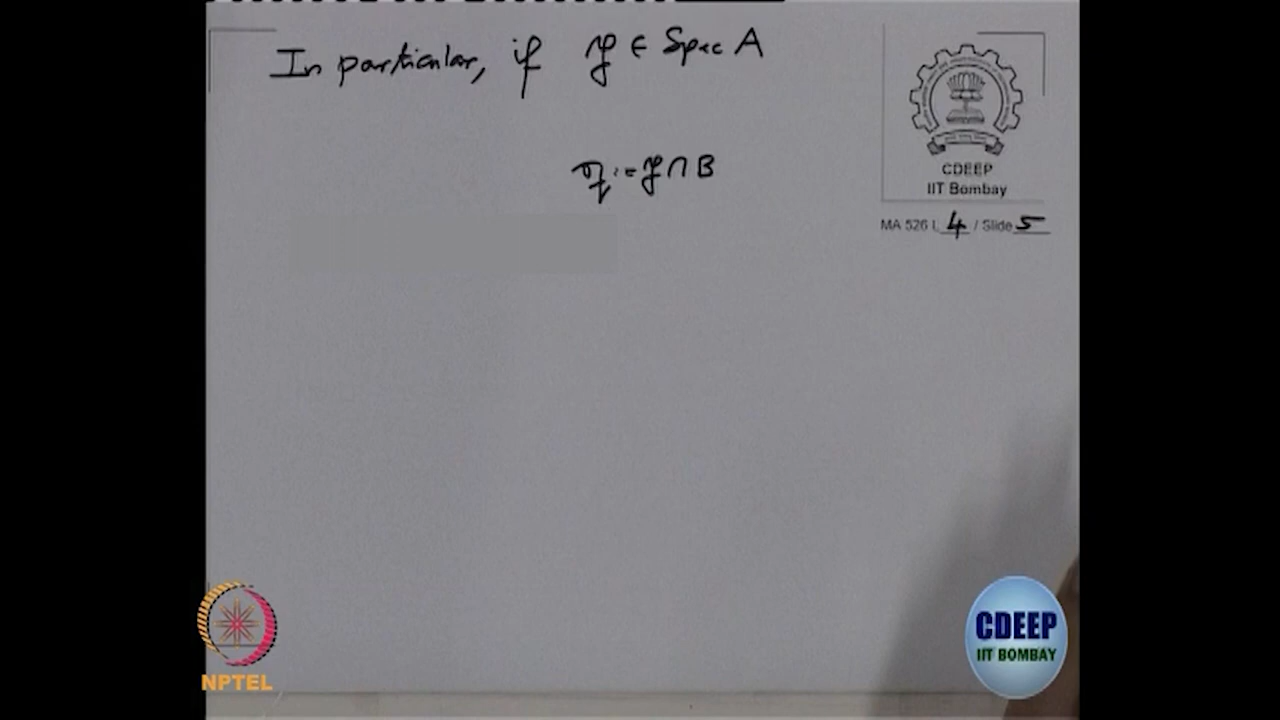 In particular, if 𝔭 ∈ Spec A
𝔮 := 𝔭 ∩ B
CDEEP
IIT Bombay
MA 526 L 4 / Slide 5
NPTEL
CDEEP
IIT BOMBAY